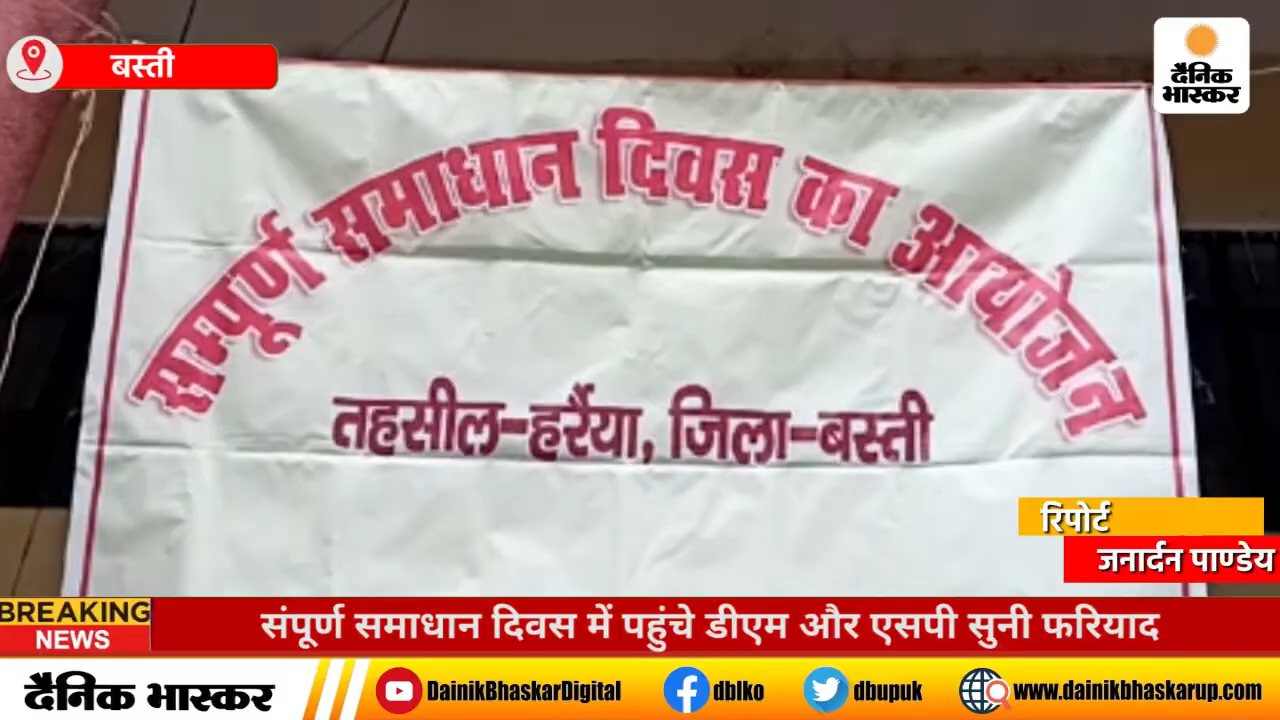 बस्ती
दैनिक
भास्कर
सम्पूर्ण समाधान दिवस का आयोजन
तहसील-हर्रैया, जिला-बस्ती
रिपोर्ट
जनार्दन पाण्डेय
BREAKING
NEWS
संपूर्ण समाधान दिवस में पहुंचे डीएम और एसपी सुनी फरियाद
दैनिक भास्कर
DainikBhaskarDigital
dblko
dbupuk
www.dainikbhaskarup.com